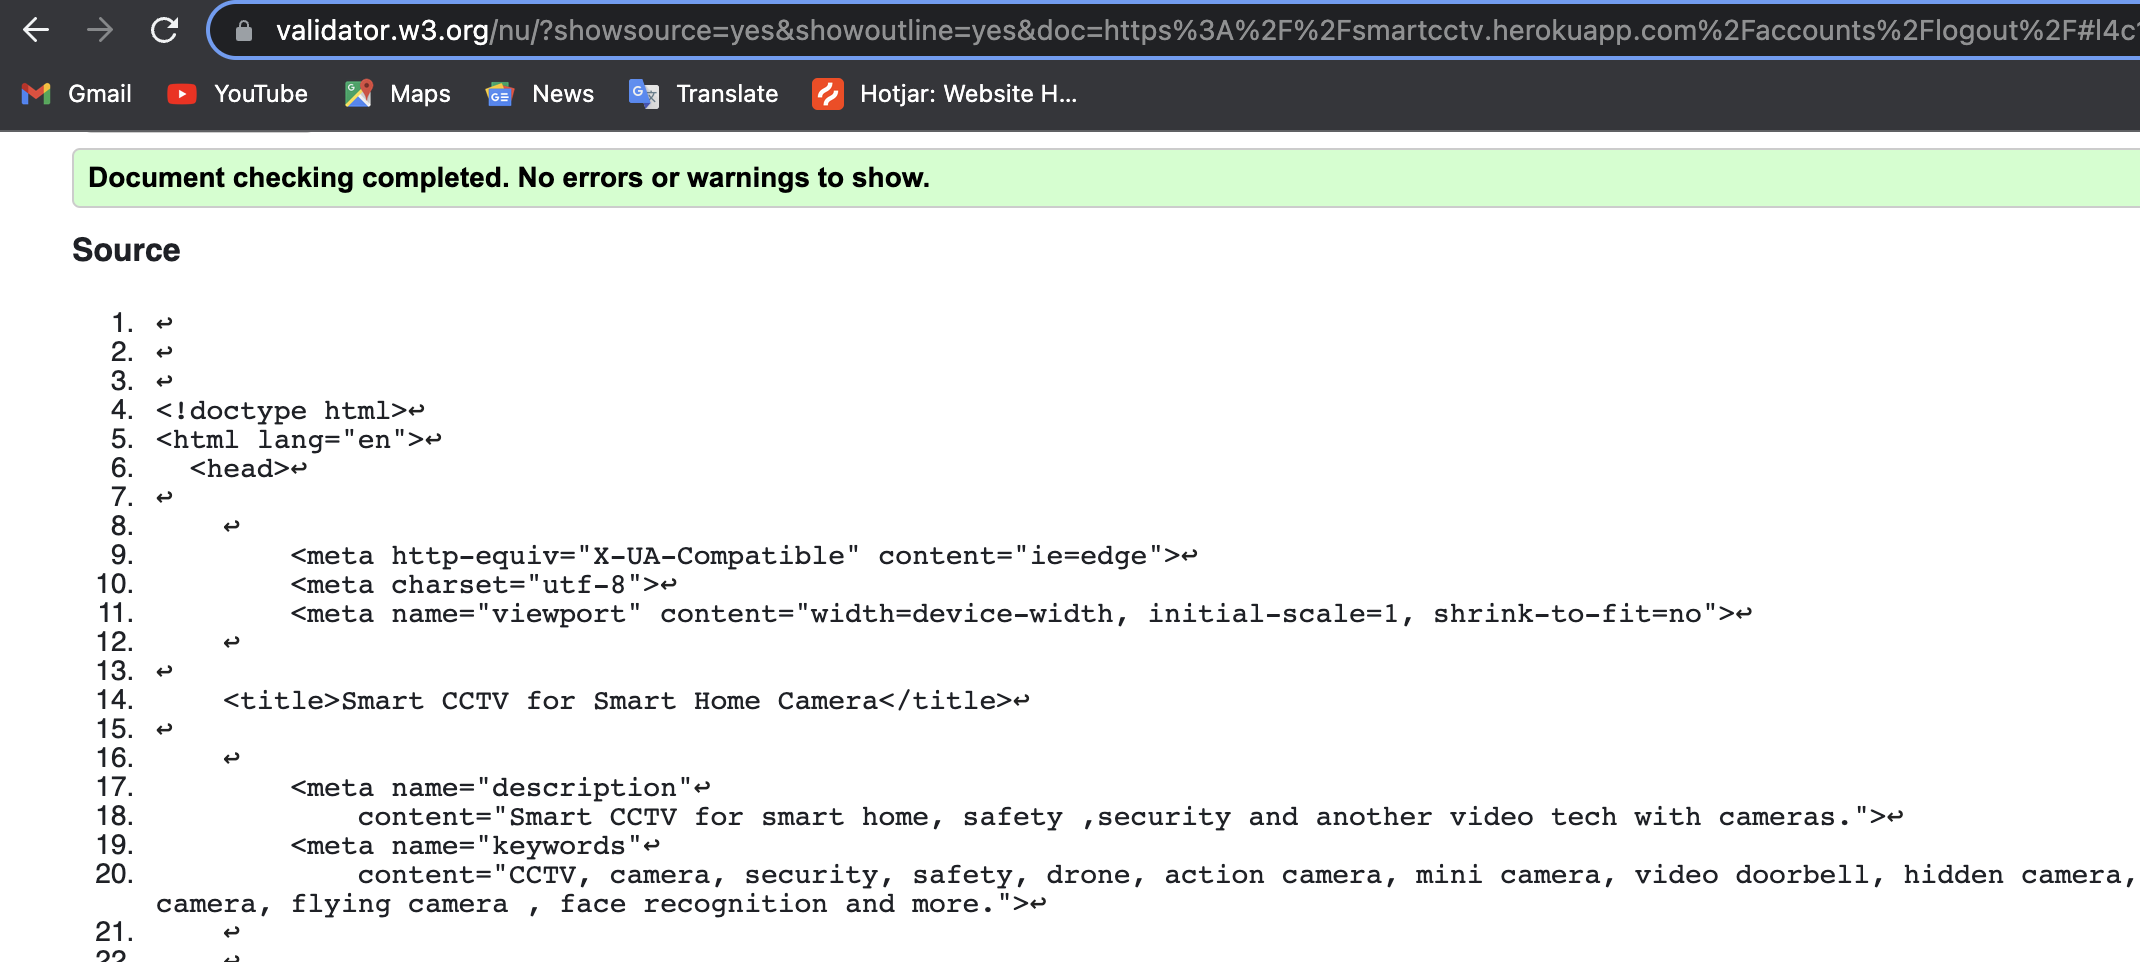 validator.w3.org/nu/?showsource=yes&showoutline=yes&doc=https%3A%2F%2Fsmartcctv.herokuapp.com%2Faccounts%2Flogout%2F#l4c
Gmail YouTube Maps News Translate Hotjar: Website H...
Document checking completed. No errors or warnings to show.
Source
1. ↩
2. ↩
3. ↩
4. <!doctype html>↩
5. <html lang="en">↩
6. <head>↩
7. ↩
8. ↩
9. <meta http-equiv="X-UA-Compatible" content="ie=edge">↩
10. <meta charset="utf-8">↩
11. <meta name="viewport" content="width=device-width, initial-scale=1, shrink-to-fit=no">↩
12. ↩
13. ↩
14. <title>Smart CCTV for Smart Home Camera</title>↩
15. ↩
16. ↩
17. <meta name="description"↩
18. content="Smart CCTV for smart home, safety ,security and another video tech with cameras.">↩
19. <meta name="keywords"↩
20. content="CCTV, camera, security, safety, drone, action camera, mini camera, video doorbell, hidden camera,
camera, flying camera , face recognition and more.">↩
21. ↩
22. ↩